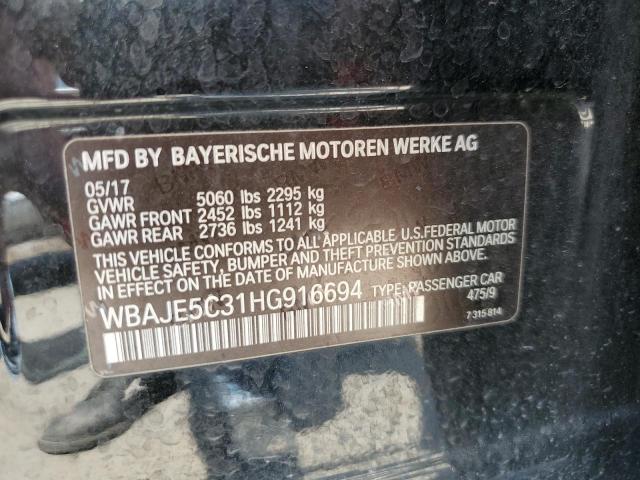 MFD BY BAYERISCHE MOTOREN WERKE AG
05/17
GVWR 5060 lbs 2295 kg
GAWR FRONT 2452 lbs 1112 kg
GAWR REAR 2736 lbs 1241 kg
THIS VEHICLE CONFORMS TO ALL APPLICABLE U.S.FEDERAL MOTOR
VEHICLE SAFETY, BUMPER AND THEFT PREVENTION STANDARDS
IN EFFECT ON THE DATE OF MANUFACTURE SHOWN ABOVE.
WBAJE5C31HG916694 TYPE: PASSENGER CAR
475/9
7 315 814